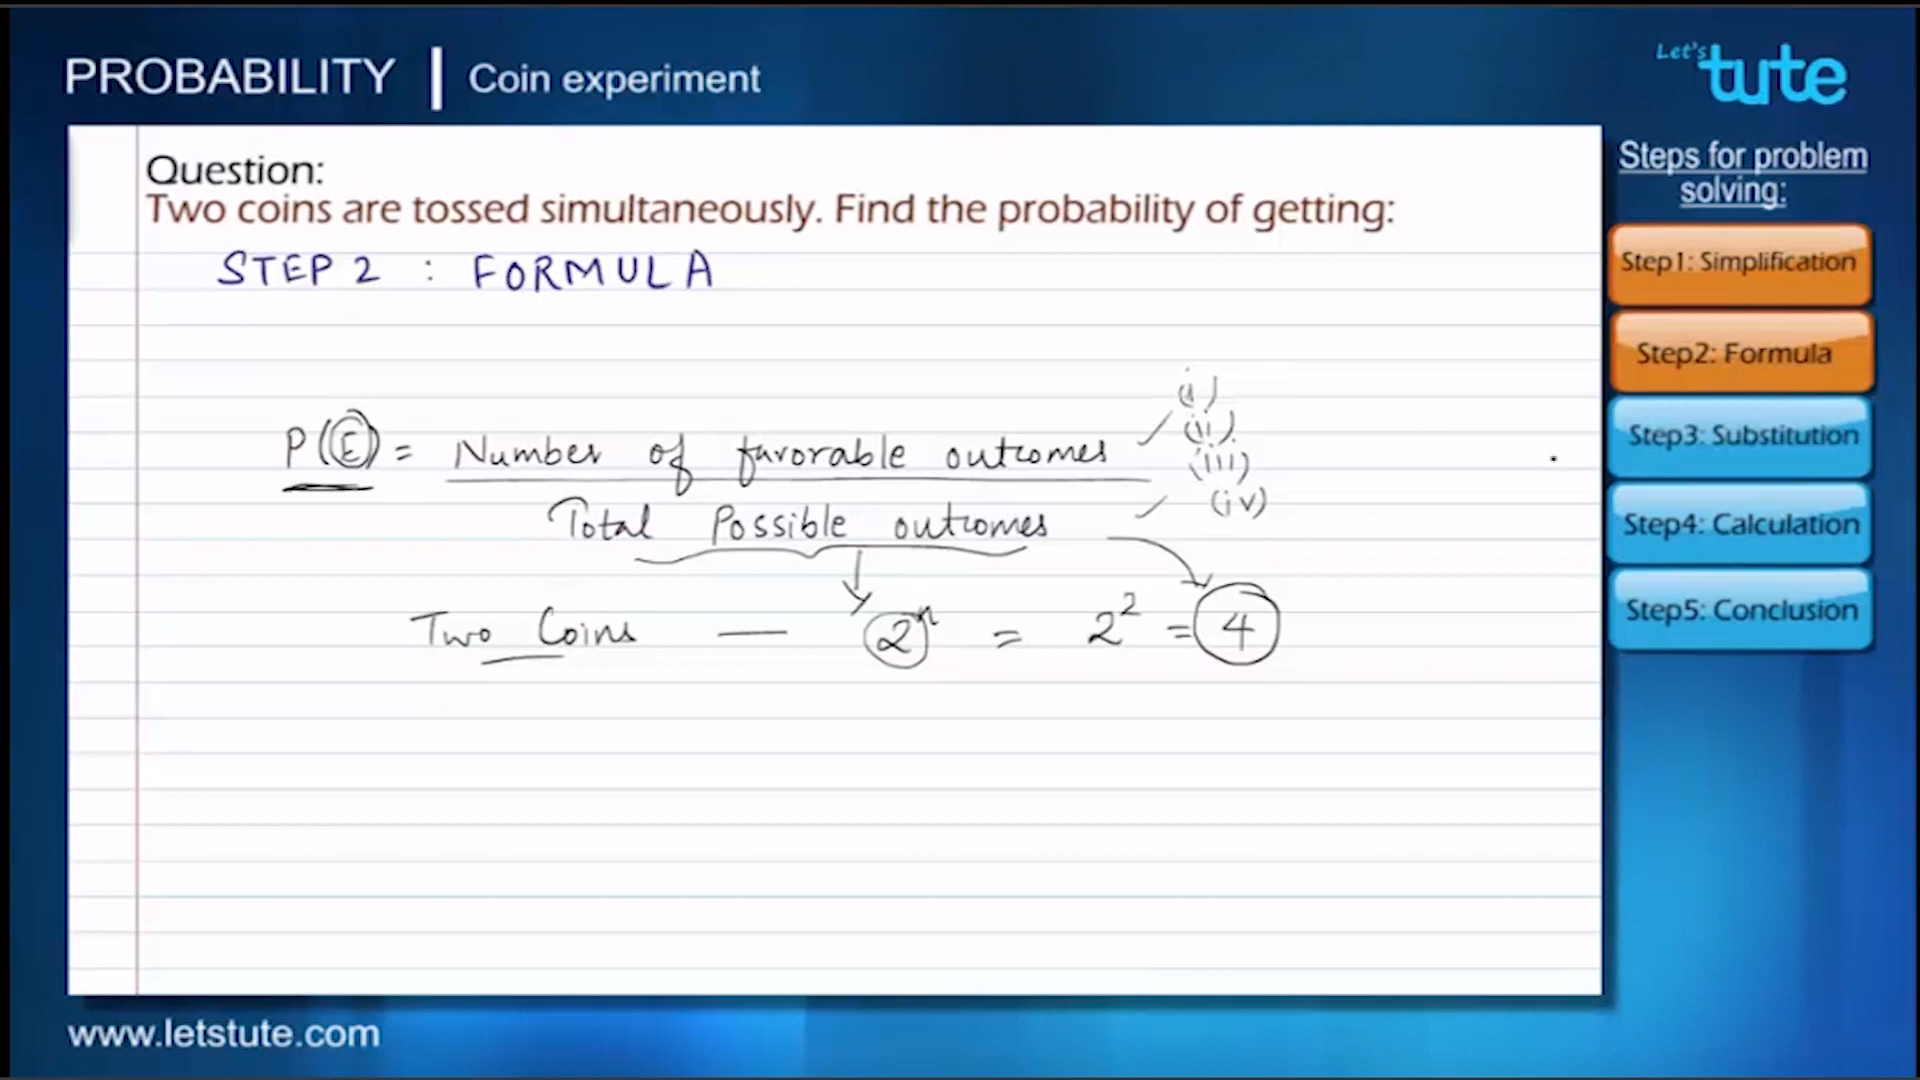 PROBABILITY | Coin experiment
Let's tute
Question:
Two coins are tossed simultaneously. Find the probability of getting:
STEP 2 : FORMULA
P(E) = Number of favorable outcomes
Total Possible outcomes
(i)
(ii)
(iii)
(iv)
Two Coins — 2ⁿ = 2² = 4
Steps for problem
solving:
Step1: Simplification
Step2: Formula
Step3: Substitution
Step4: Calculation
Step5: Conclusion
www.letstute.com